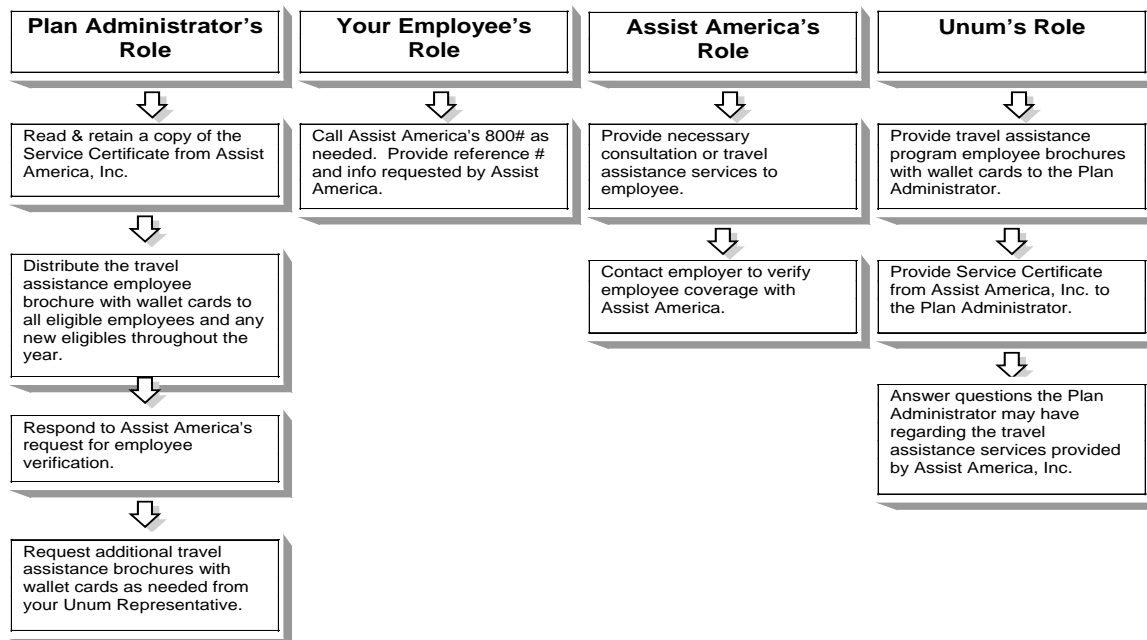 Plan Administrator's
Role
Read & retain a copy of the
Service Certificate from Assist
America, Inc.
Distribute the travel
assistance employee
brochure with wallet cards to
all eligible employees and any
new eligibles throughout the
year.
Respond to Assist America's
request for employee
verification.
Request additional travel
assistance brochures with
wallet cards as needed from
your Unum Representative.
Your Employee's
Role
Call Assist America's 800# as
needed.  Provide reference #
and info requested by Assist
America.
Assist America's
Role
Provide necessary
consultation or travel
assistance services to
employee.
Contact employer to verify
employee coverage with
Assist America.
Unum's Role
Provide travel assistance
program employee brochures
with wallet cards to the Plan
Administrator.
Provide Service Certificate
from Assist America, Inc. to
the Plan Administrator.
Answer questions the Plan
Administrator may have
regarding the travel
assistance services provided
by Assist America, Inc.